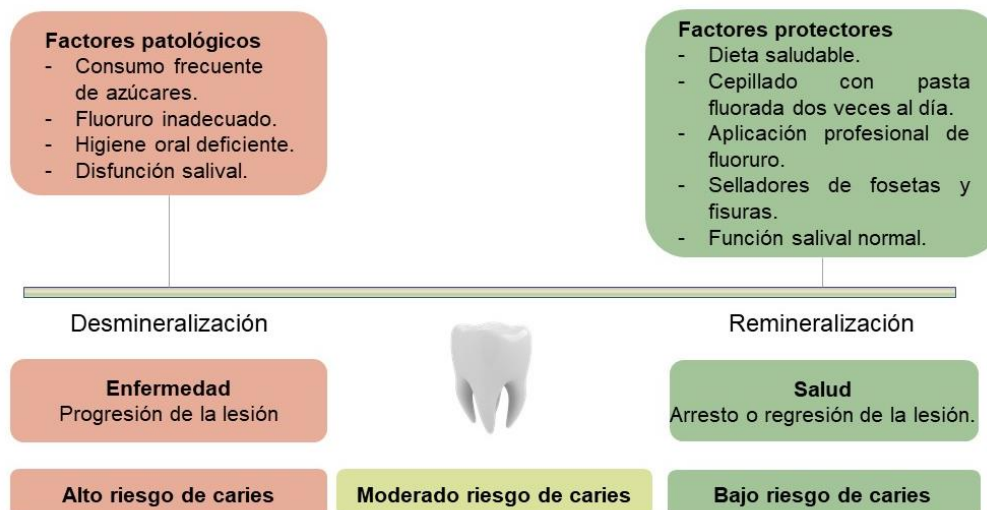 Factores patológicos
- Consumo frecuente
de azúcares.
- Fluoruro inadecuado.
- Higiene oral deficiente.
- Disfunción salival.
Factores protectores
- Dieta saludable.
- Cepillado con pasta
fluorada dos veces al día.
- Aplicación profesional de
fluoruro.
- Selladores de fosetas y
fisuras.
- Función salival normal.
Desmineralización
Remineralización
Enfermedad
Progresión de la lesión
Salud
Arresto o regresión de la lesión.
Alto riesgo de caries
Moderado riesgo de caries
Bajo riesgo de caries